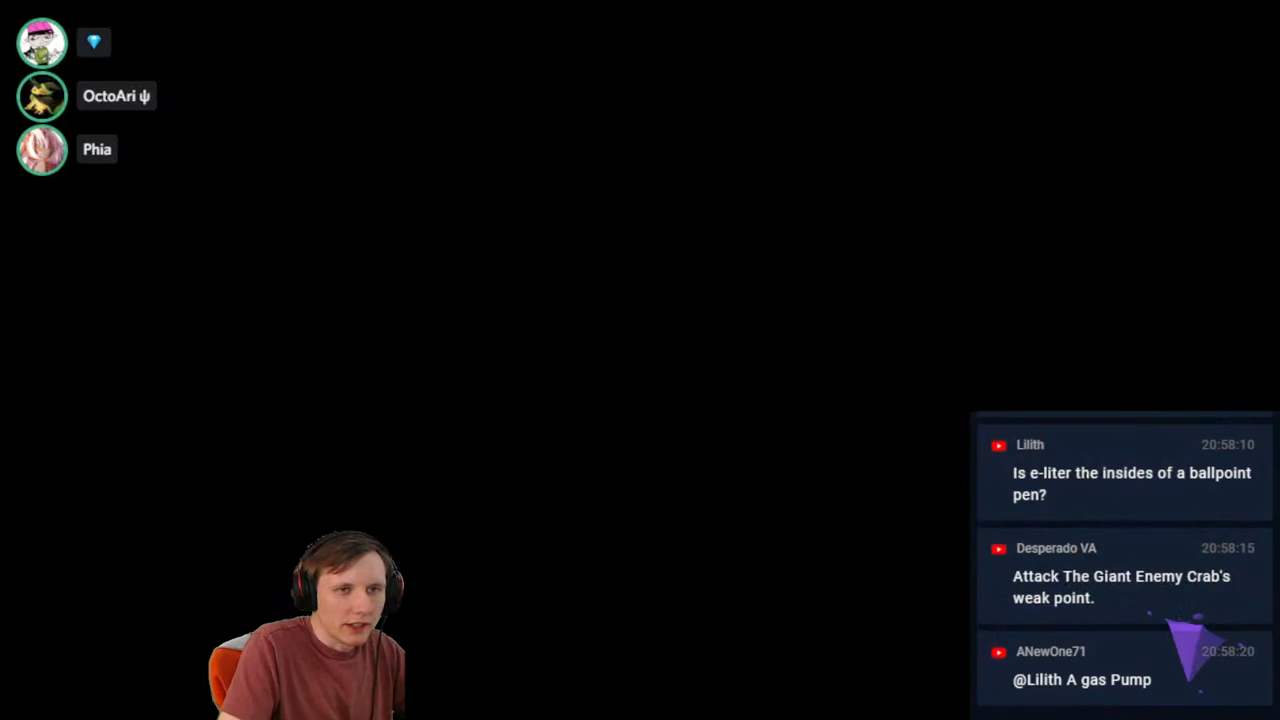 OctoAri ψ
Phia
Lilith 20:58:10
Is e-liter the insides of a ballpoint
pen?
Desperado VA 20:58:15
Attack The Giant Enemy Crab's
weak point.
ANewOne71 20:58:20
@Lilith A gas Pump